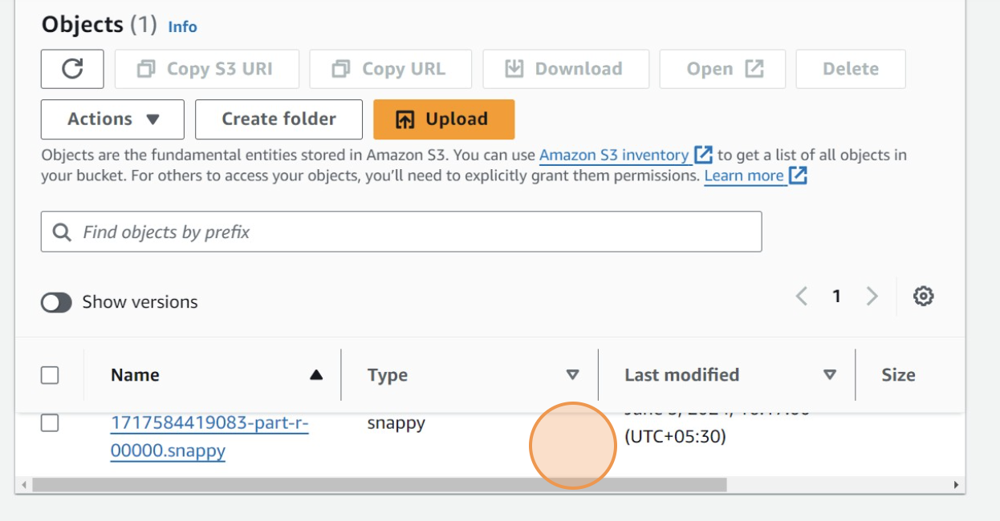 Objects (1) Info
Copy S3 URI Copy URL Download Open Delete
Actions Create folder Upload
Objects are the fundamental entities stored in Amazon S3. You can use Amazon S3 inventory to get a list of all objects in
your bucket. For others to access your objects, you'll need to explicitly grant them permissions. Learn more
Find objects by prefix
Show versions 1
Name Type Last modified Size
1717584419083-part-r-
00000.snappy
snappy
(UTC+05:30)